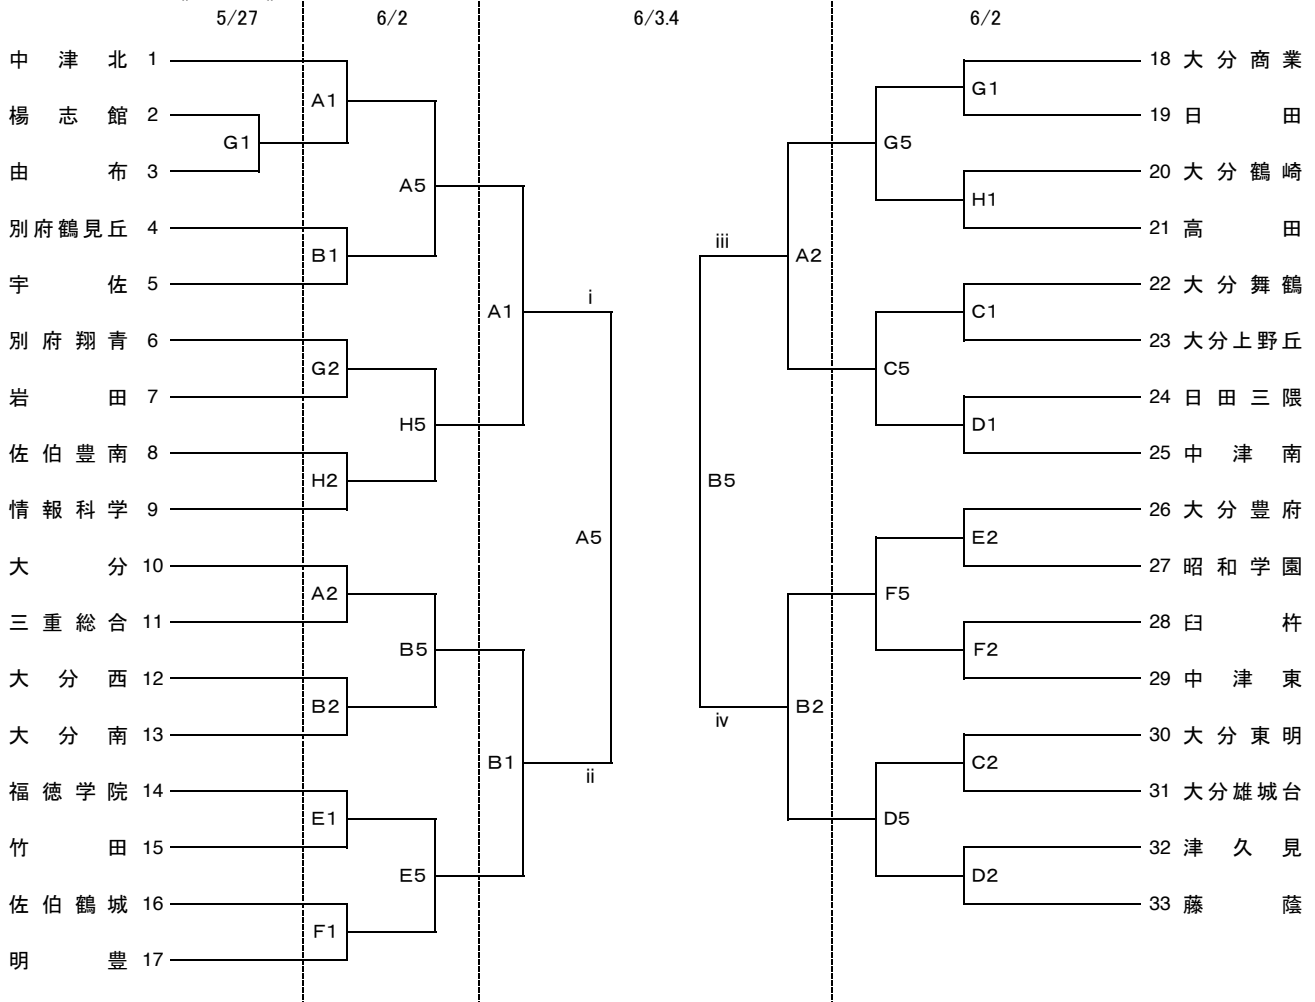 5/27 6/2 6/3.4 6/2
中津北 1
18 大分商業
A1
G1
楊志館 2
19 日田
G1
G5
由布 3
20 大分鶴崎
A5
H1
別府鶴見丘 4
21 高田
iii
B1
A2
宇佐 5
22 大分舞鶴
i
A1
C1
別府翔青 6
23 大分上野丘
G2
C5
岩田 7
24 日田三隈
H5
D1
佐伯豊南 8
25 中津南
H2
B5
情報科学 9
26 大分豊府
A5
E2
大分 10
27 昭和学園
A2
F5
三重総合 11
28 臼杵
B5
F2
大分西 12
29 中津東
B2
B2
iv
大分南 13
30 大分東明
B1
C2
ii
福徳学院 14
31 大分雄城台
E1
D5
竹田 15
32 津久見
E5
D2
佐伯鶴城 16
33 藤蔭
F1
明豊 17